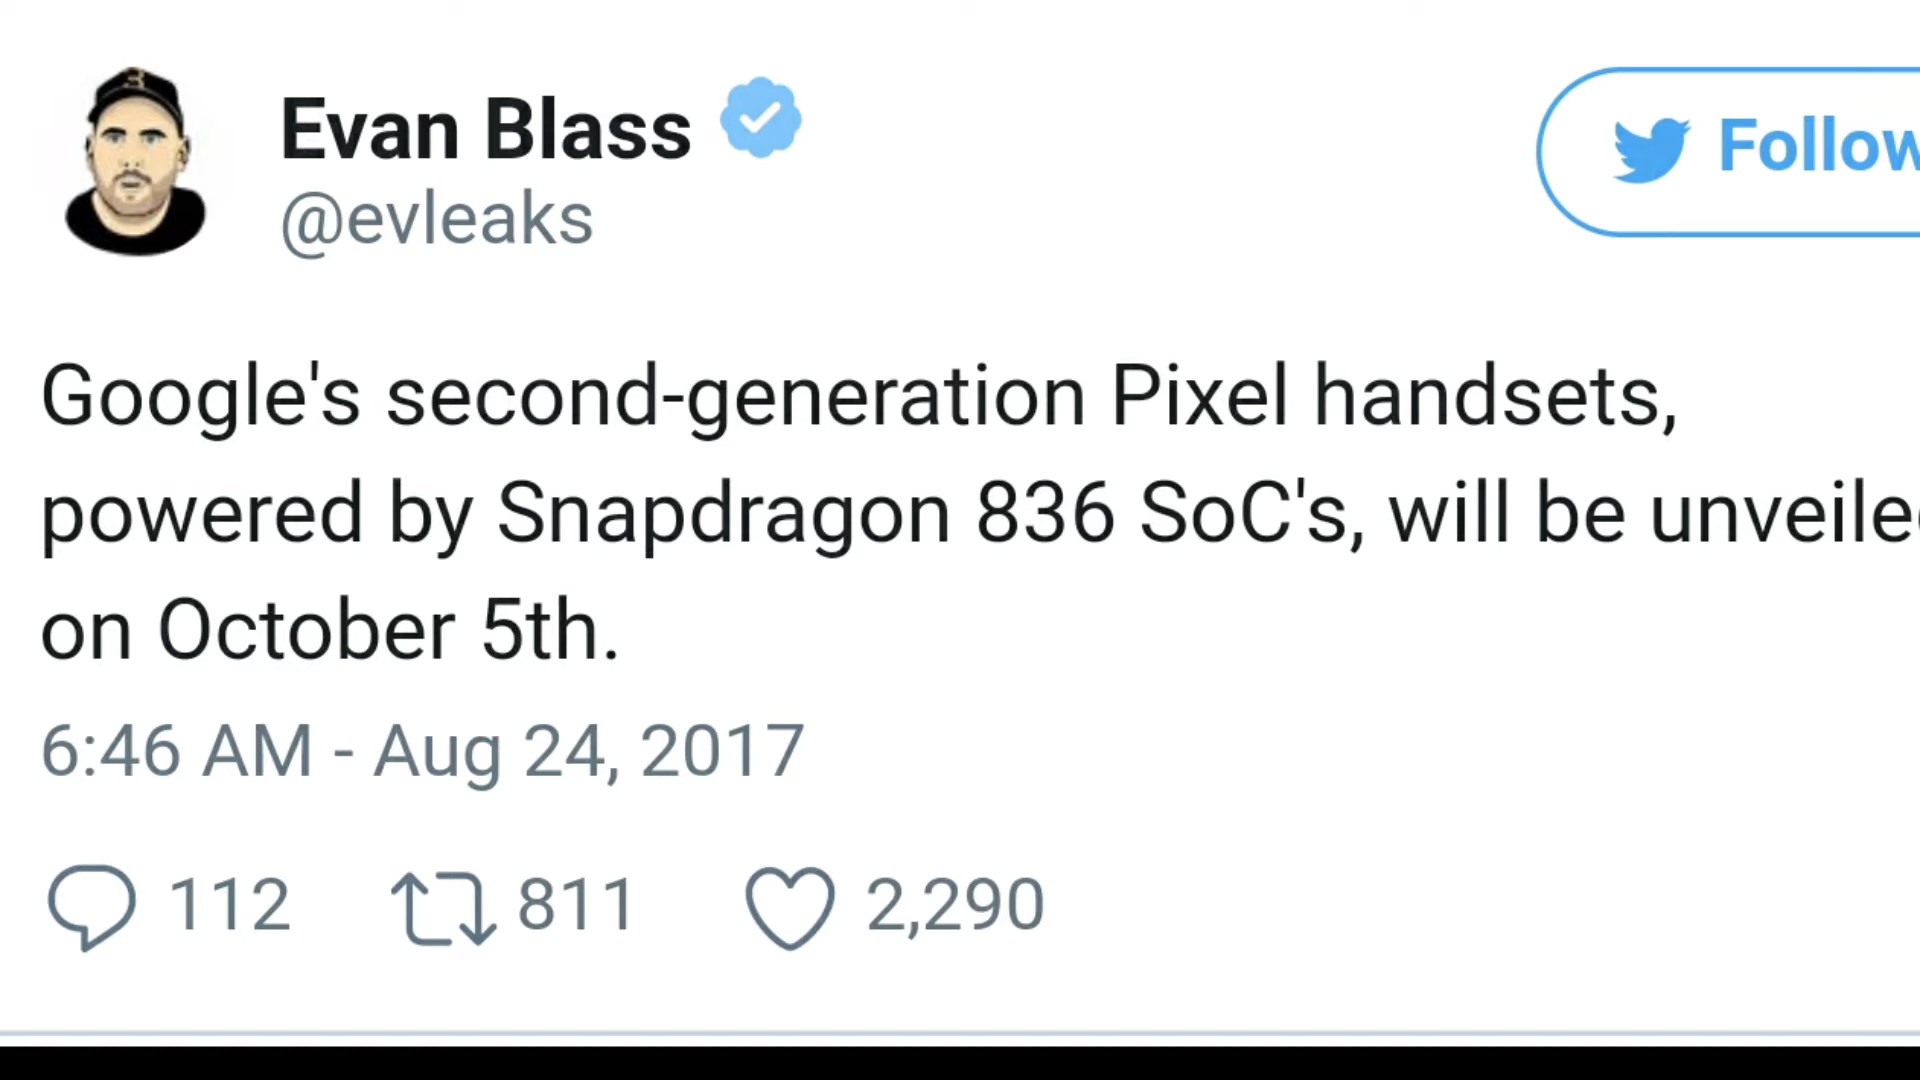 Evan Blass
@evleaks
Follow
Google's second-generation Pixel handsets,
powered by Snapdragon 836 SoC's, will be unveiled
on October 5th.
6:46 AM - Aug 24, 2017
112 811 2,290